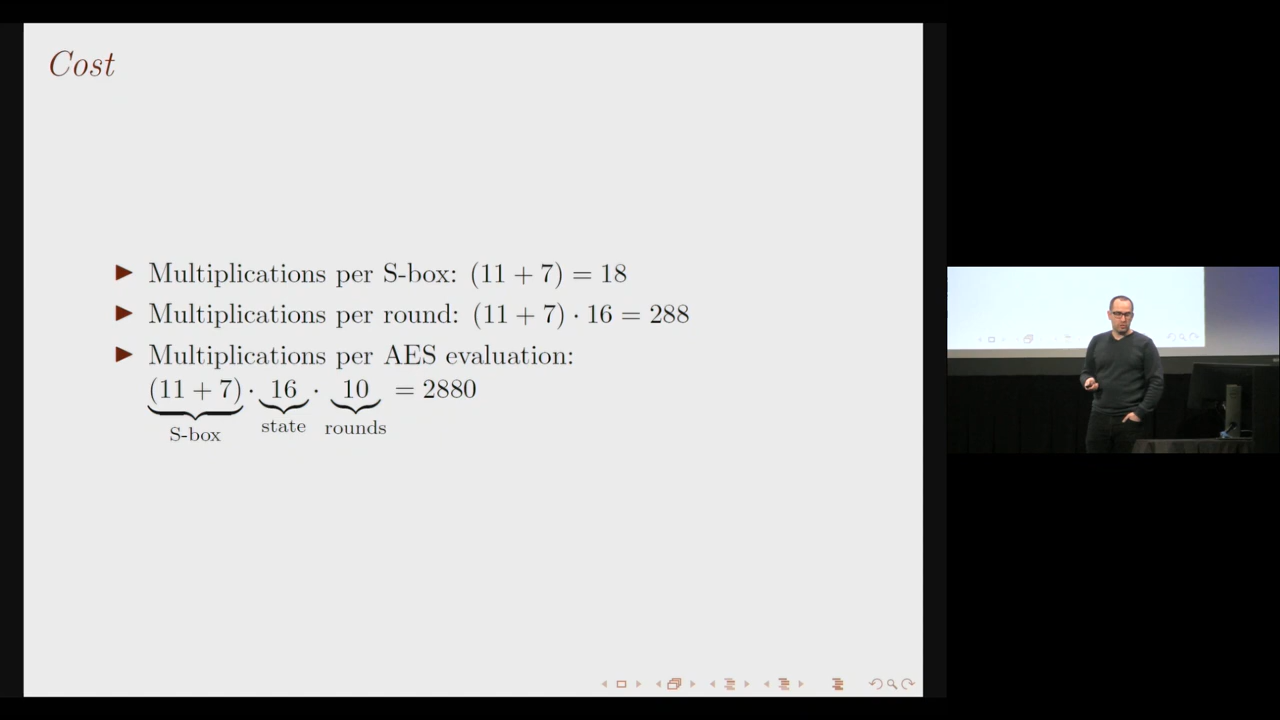 Cost
▶ Multiplications per S-box: (11 + 7) = 18
▶ Multiplications per round: (11 + 7) · 16 = 288
▶ Multiplications per AES evaluation:
(11 + 7) · 16 · 10 = 2880
S-box state rounds